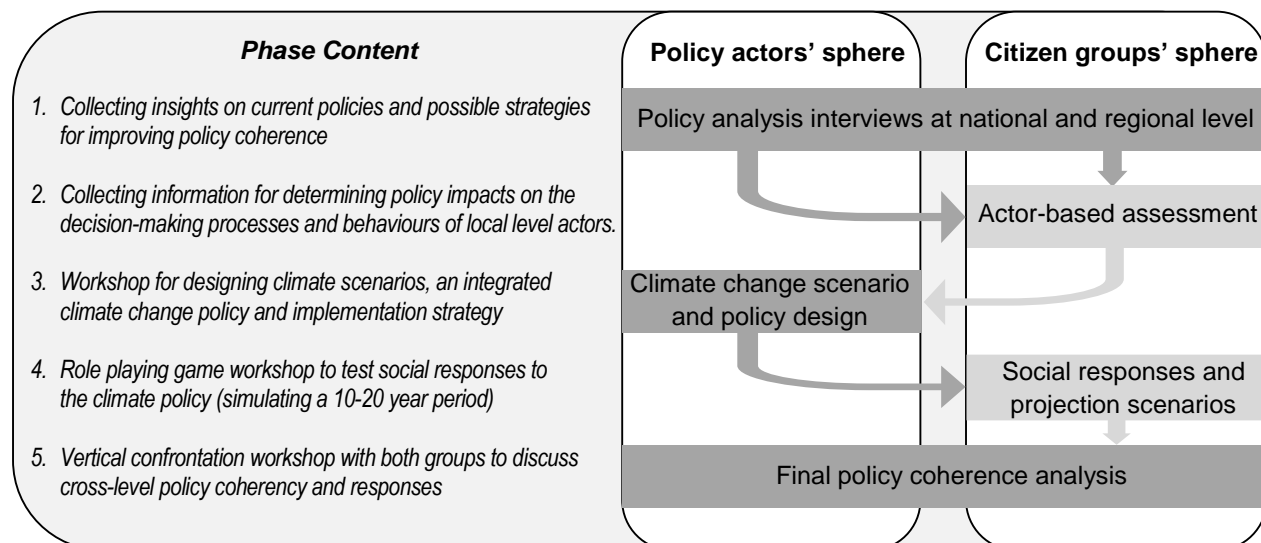 Phase Content
Policy actors' sphere
Citizen groups' sphere
1. Collecting insights on current policies and possible strategies
for improving policy coherence
Policy analysis interviews at national and regional level
2. Collecting information for determining policy impacts on the
decision-making processes and behaviours of local level actors.
Actor-based assessment
3. Workshop for designing climate scenarios, an integrated
climate change policy and implementation strategy
Climate change scenario
and policy design
4. Role playing game workshop to test social responses to
the climate policy (simulating a 10-20 year period)
Social responses and
projection scenarios
5. Vertical confrontation workshop with both groups to discuss
cross-level policy coherency and responses
Final policy coherence analysis